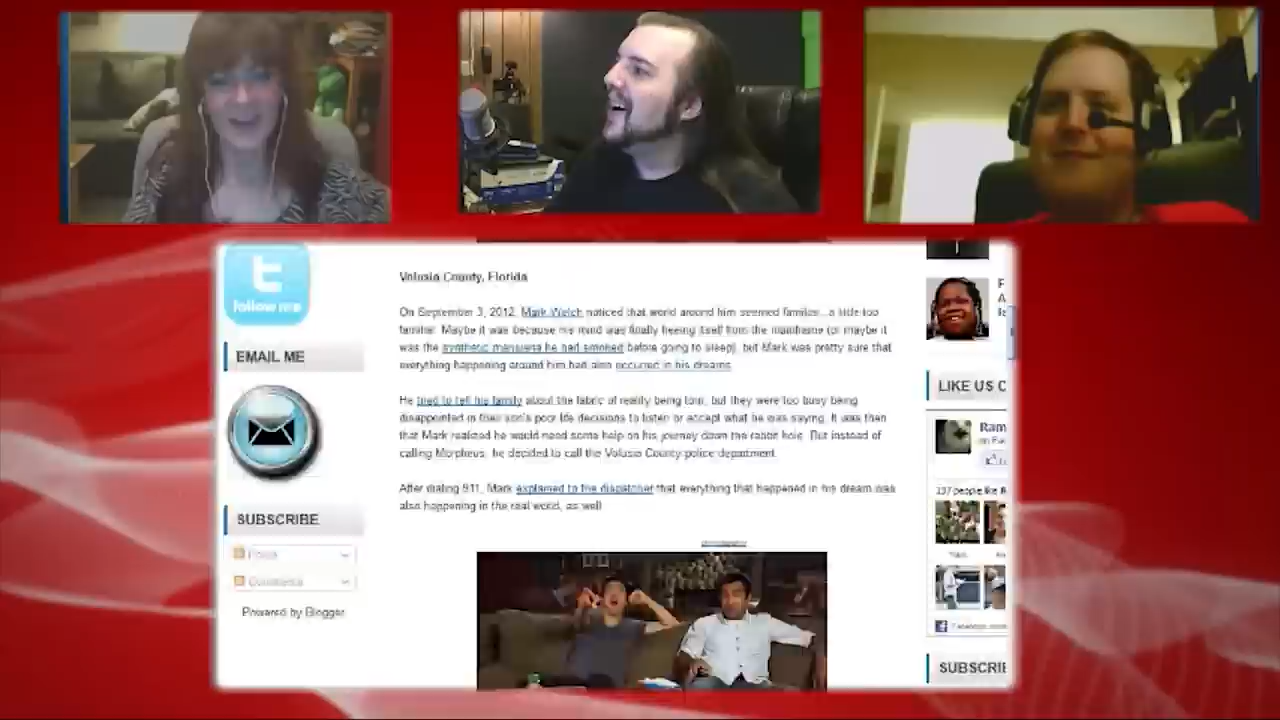 follow me
Volusia County, Florida
On September 3, 2012, Mark Welch noticed that world around him seemed familiar...a little too
familiar. Maybe it was because his mind was finally freeing itself from the mainframe (or maybe it
was the synthetic marijuana he had smoked before going to sleep), but Mark was pretty sure that
everything happening around him had also occurred in his dreams.
EMAIL ME
LIKE US
He tried to tell his family about the fabric of reality being torn, but they were too busy being
disappointed in their son's poor life decisions to listen or accept what he was saying. It was then
that Mark realized he would need some help on his journey down the rabbit hole. But instead of
calling Morpheus, he decided to call the Volusia County police department.
Ram
After dialing 911, Mark explained to the dispatcher that everything that happened in his dream was
also happening in the real world, as well.
237 people like
SUBSCRIBE
Posts
Comments
Powered by Blogger
SUBSCRIE